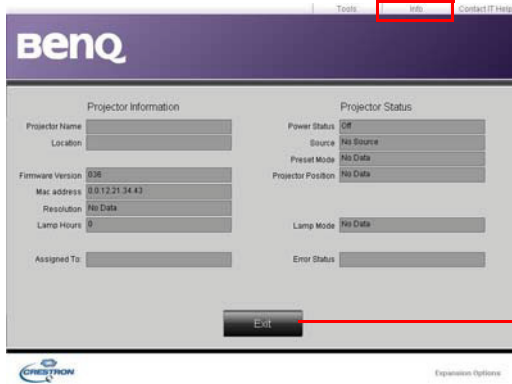 Tools Info Contact IT Help
BenQ
Projector Information Projector Status
Projector Name Power Status Off
Location Source No Source
Preset Mode No Data
Firmware Version 036 Projector Position No Data
Mac address 0.0.12.21.34.43
Resolution No Data
Lamp Hours 0 Lamp Mode No Data
Assigned To: Error Status
Exit
CRESTRON Expansion Options